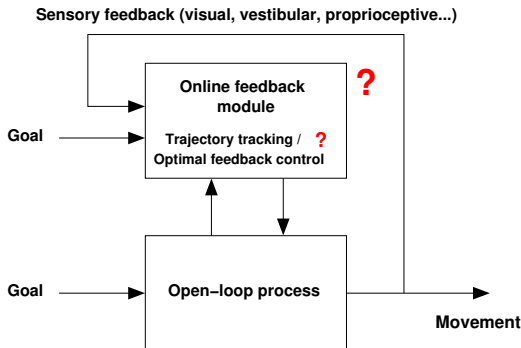 Sensory feedback (visual, vestibular, proprioceptive...)
Online feedback
module
?
Goal
Trajectory tracking / ?
Optimal feedback control
Goal
Open−loop process
Movement